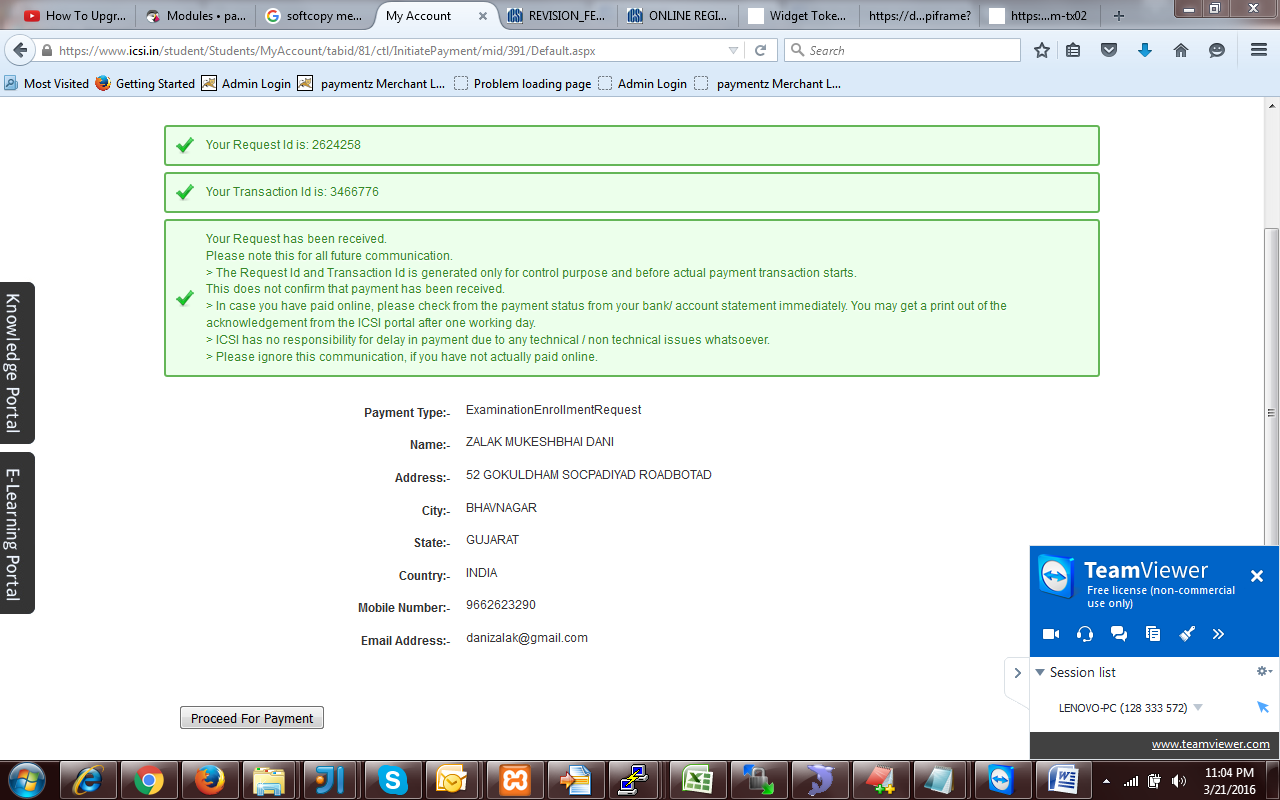 How To Upgr...
Modules • pa...
softcopy me...
My Account
REVISION_FE...
ONLINE REGI...
Widget Toke...
https://d...piframe?
https:...m-tx02
https://www.icsi.in/student/Students/MyAccount/tabid/81/ctl/InitiatePayment/mid/391/Default.aspx
Search
Most Visited
Getting Started
Admin Login
paymentz Merchant L...
Problem loading page
Admin Login
paymentz Merchant L...
Your Request Id is: 2624258
Your Transaction Id is: 3466776
Your Request has been received.
Please note this for all future communication.
> The Request Id and Transaction Id is generated only for control purpose and before actual payment transaction starts.
This does not confirm that payment has been received.
> In case you have paid online, please check from the payment status from your bank/ account statement immediately. You may get a print out of the
acknowledgement from the ICSI portal after one working day.
> ICSI has no responsibility for delay in payment due to any technical / non technical issues whatsoever.
> Please ignore this communication, if you have not actually paid online.
Knowledge Portal
E-Learning Portal
Payment Type:- ExaminationEnrollmentRequest
Name:- ZALAK MUKESHBHAI DANI
Address:- 52 GOKULDHAM SOCPADIYAD ROADBOTAD
City:- BHAVNAGAR
State:- GUJARAT
Country:- INDIA
Mobile Number:- 9662623290
Email Address:- danizalak@gmail.com
Proceed For Payment
TeamViewer
Free license (non-commercial
use only)
Session list
LENOVO-PC (128 333 572)
www.teamviewer.com
11:04 PM
3/21/2016